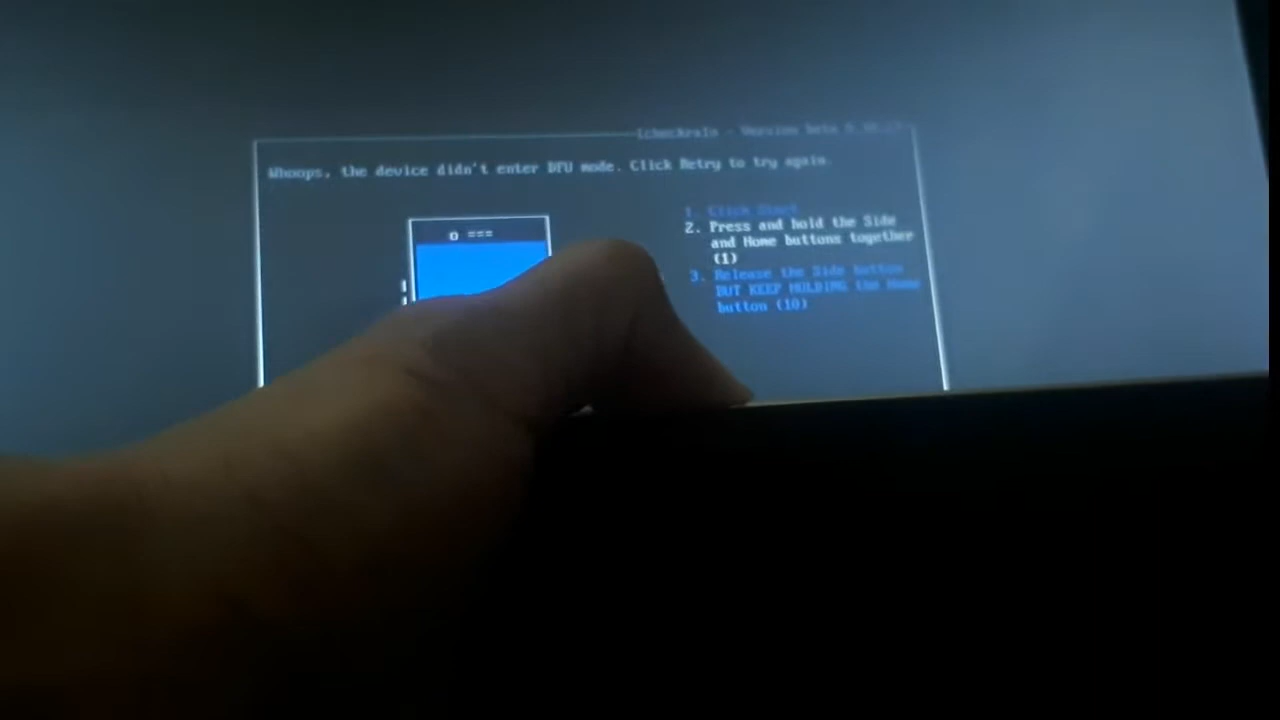 [checkra1n - Version beta 0.
Whoops, the device didn't enter DFU mode. Click Retry to try again.
o ===
1. Click Start
2. Press and hold the Side
and Home buttons together
(1)
3. Release the Side button
BUT KEEP HOLDING the Home
button (10)